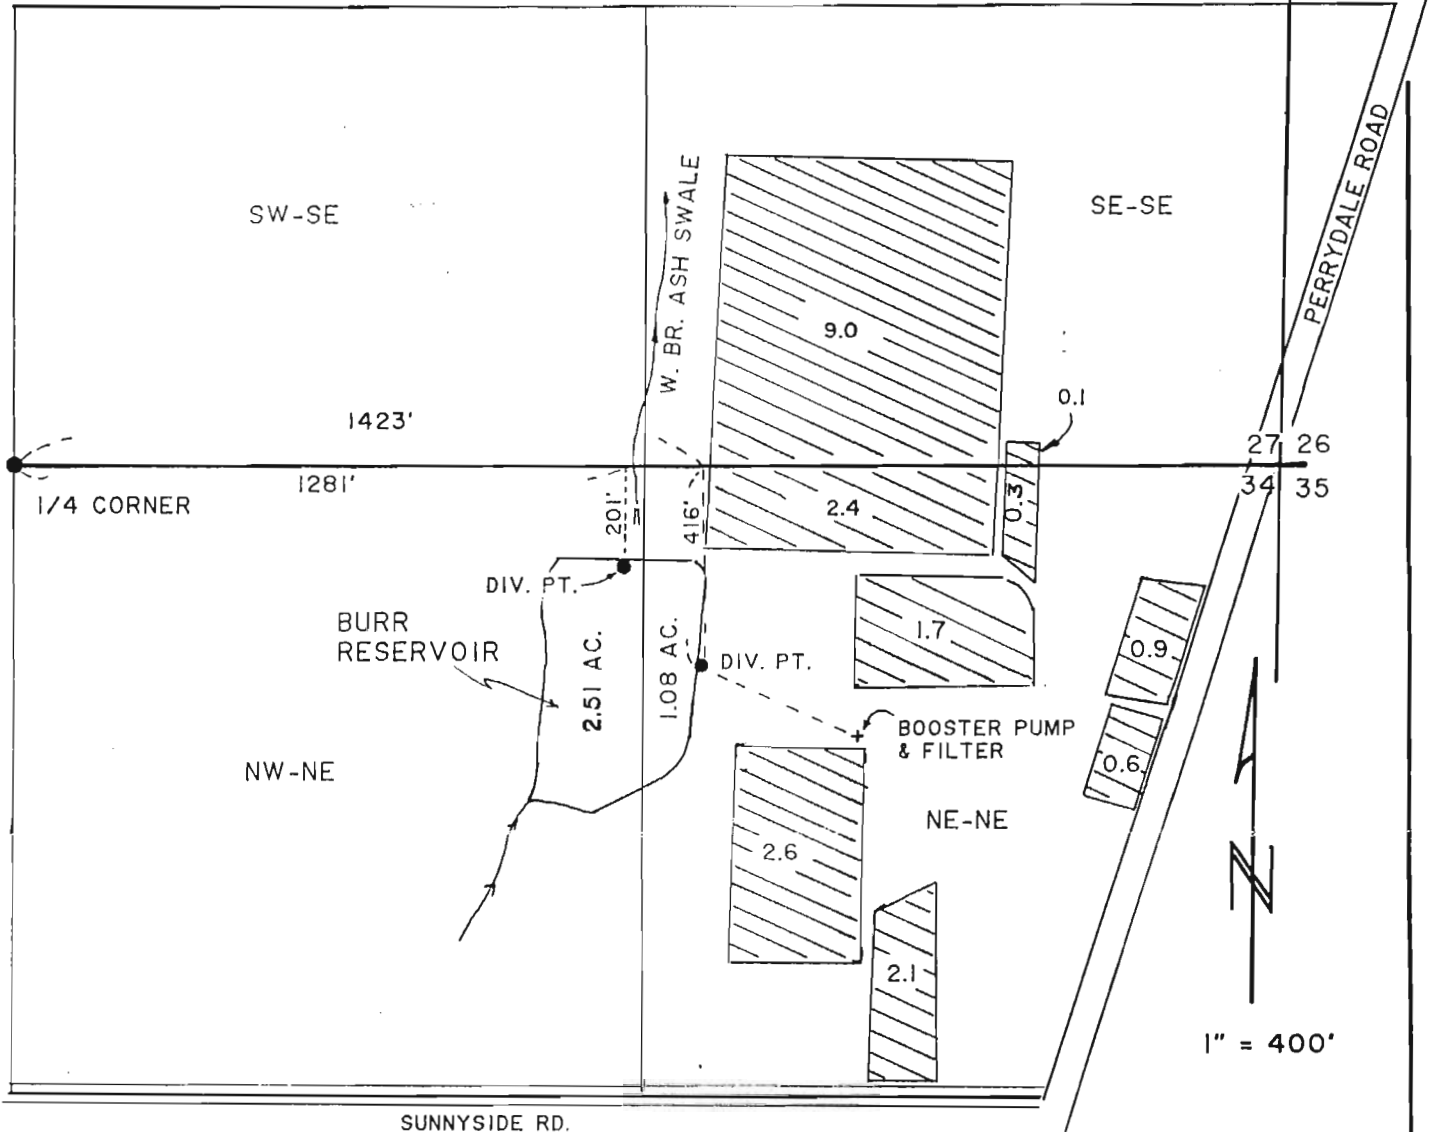 SW-SE
SE-SE
PERRYDALE ROAD
W. BR. ASH SWALE
9.0
0.1
1423'
1281'
1/4 CORNER
27 26
34 35
201'
416'
2.4
0.3
DIV. PT.
BURR
RESERVOIR
2.51 AC.
1.08 AC.
DIV. PT.
1.7
0.9
BOOSTER PUMP
& FILTER
0.6
NW-NE
NE-NE
2.6
2.1
N
1" = 400'
SUNNYSIDE RD.